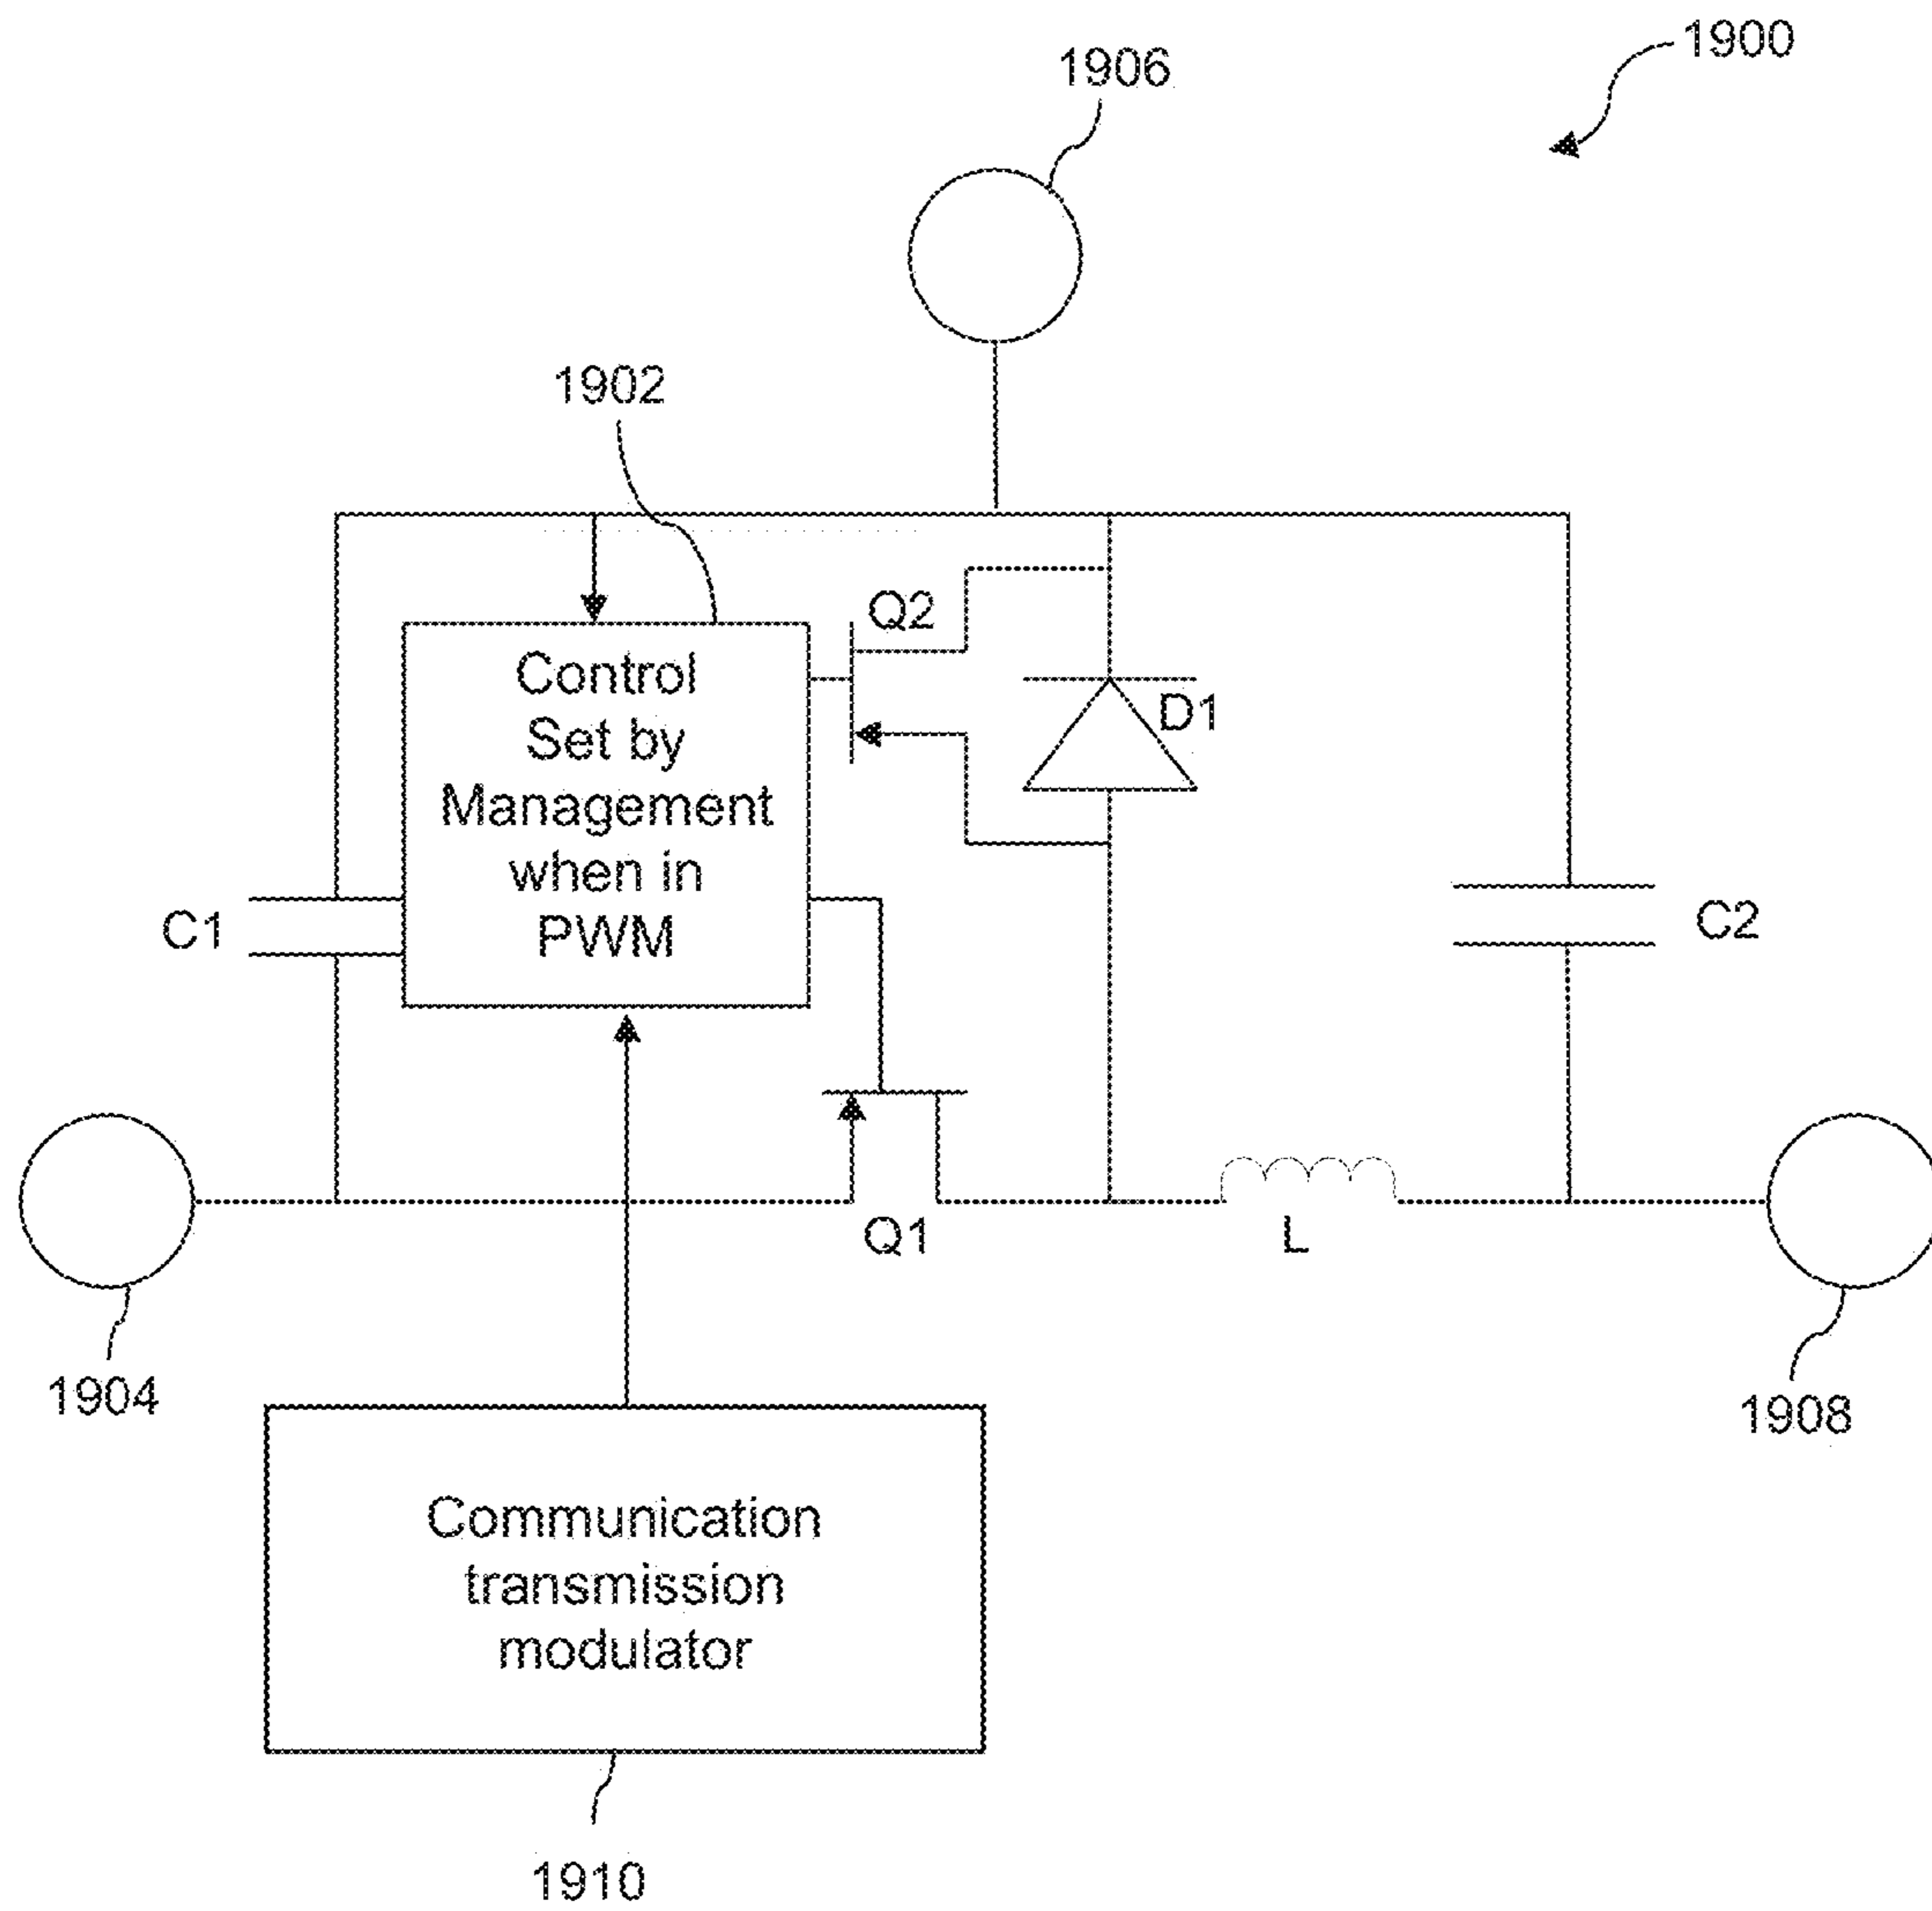 1900
1906
1902
Q2
Control
Set by
Management
when in
PWM
D1
C1
C2
Q1
L
1904
1908
Communication
transmission
modulator
1910